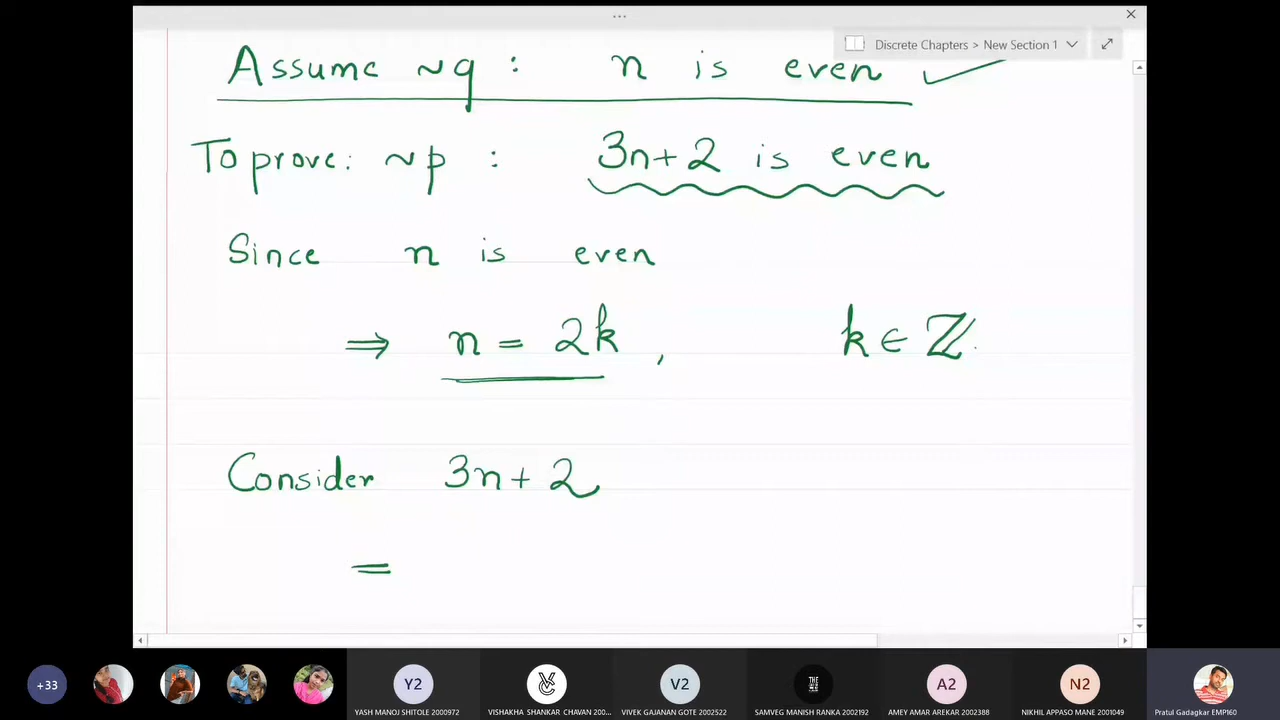 Discrete Chapters > New Section 1
Assume ~q : n is even ✓
To prove: ~p : 3n+2 is even
Since n is even
⇒ n = 2k , k ∈ ℤ.
Consider 3n+2
=
+33
Y2
V2
THE
A2
N2
YASH MANOJ SHITOLE 2000972
VISHAKHA SHANKAR CHAVAN 200...
VIVEK GAJANAN GOTE 2002522
SAMVEG MANISH RANKA 2002192
AMEY AMAR AREKAR 2002388
NIKHIL APPASO MANE 2001049
Pratul Gadagkar EMP160